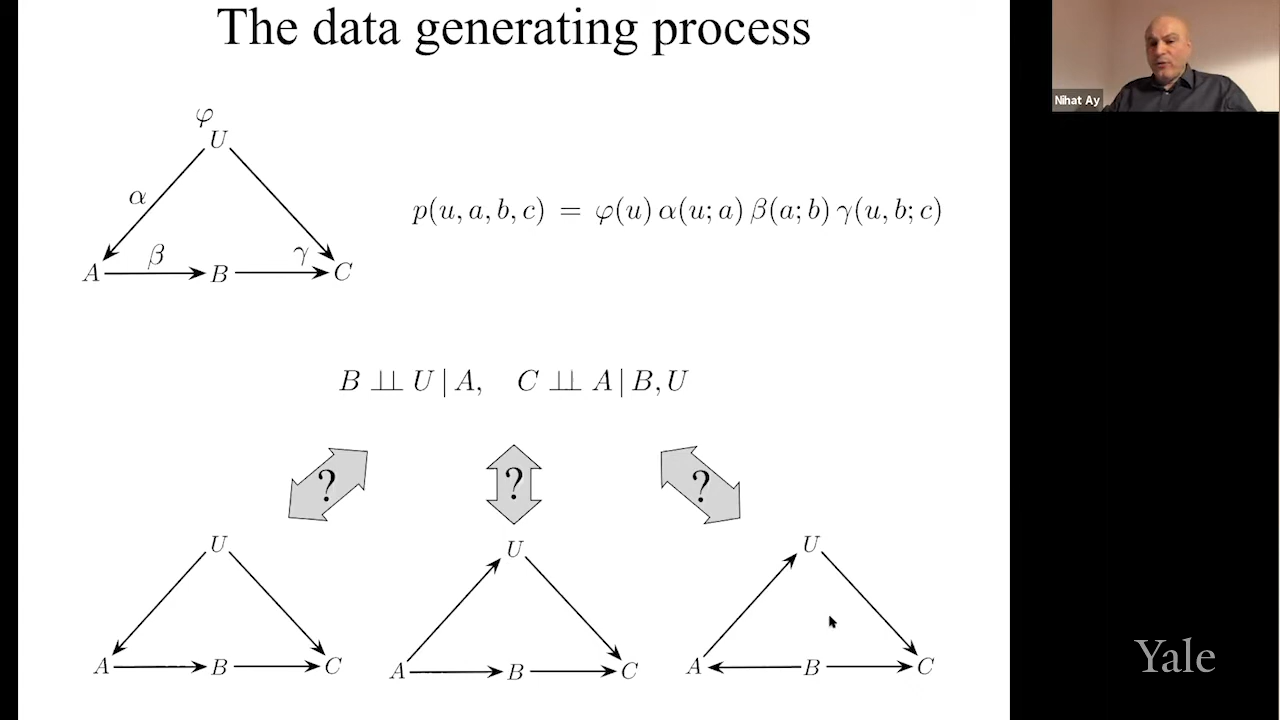 The data generating process
Nihat Ay
φ
U
α
p(u, a, b, c) = φ(u) α(u; a) β(a; b) γ(u, b; c)
β
γ
A
B
C
B ⫫ U | A, C ⫫ A | B, U
?
?
?
U
U
U
A
B
C
A
B
C
A
B
C
Yale